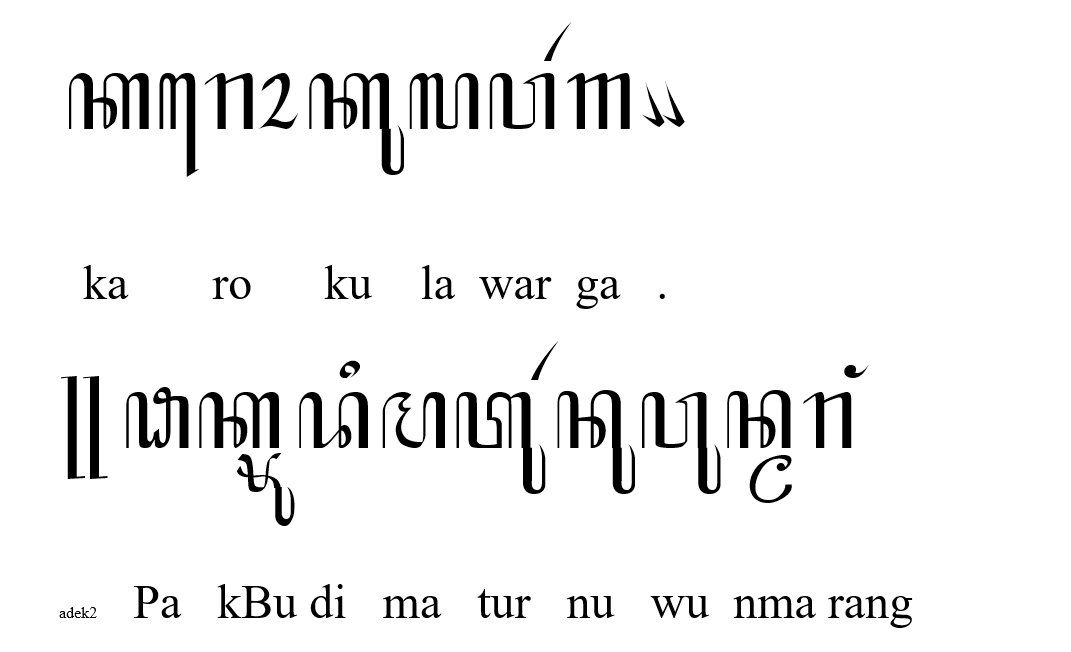 ꦏꦫꦺꦴꦏꦸꦭꦮꦂꦒ꧉
ka ro ku la war ga .
꧋ꦦꦏ꧀ꦨꦸꦢꦶꦩꦠꦸꦂꦤꦸꦮꦸꦤ꧀ꦩꦫꦁ
adek2 Pa kBu di ma tur nu wu nma rang